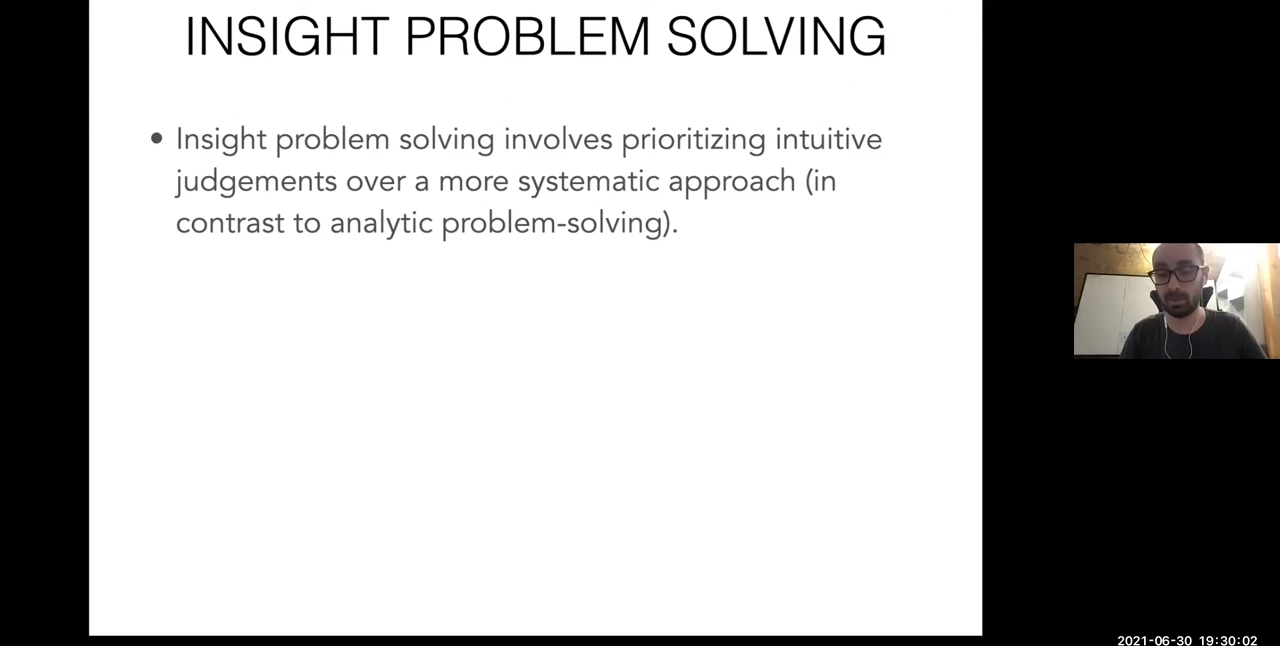 INSIGHT PROBLEM SOLVING
• Insight problem solving involves prioritizing intuitive
judgements over a more systematic approach (in
contrast to analytic problem-solving).
2021-06-30 19:30:02